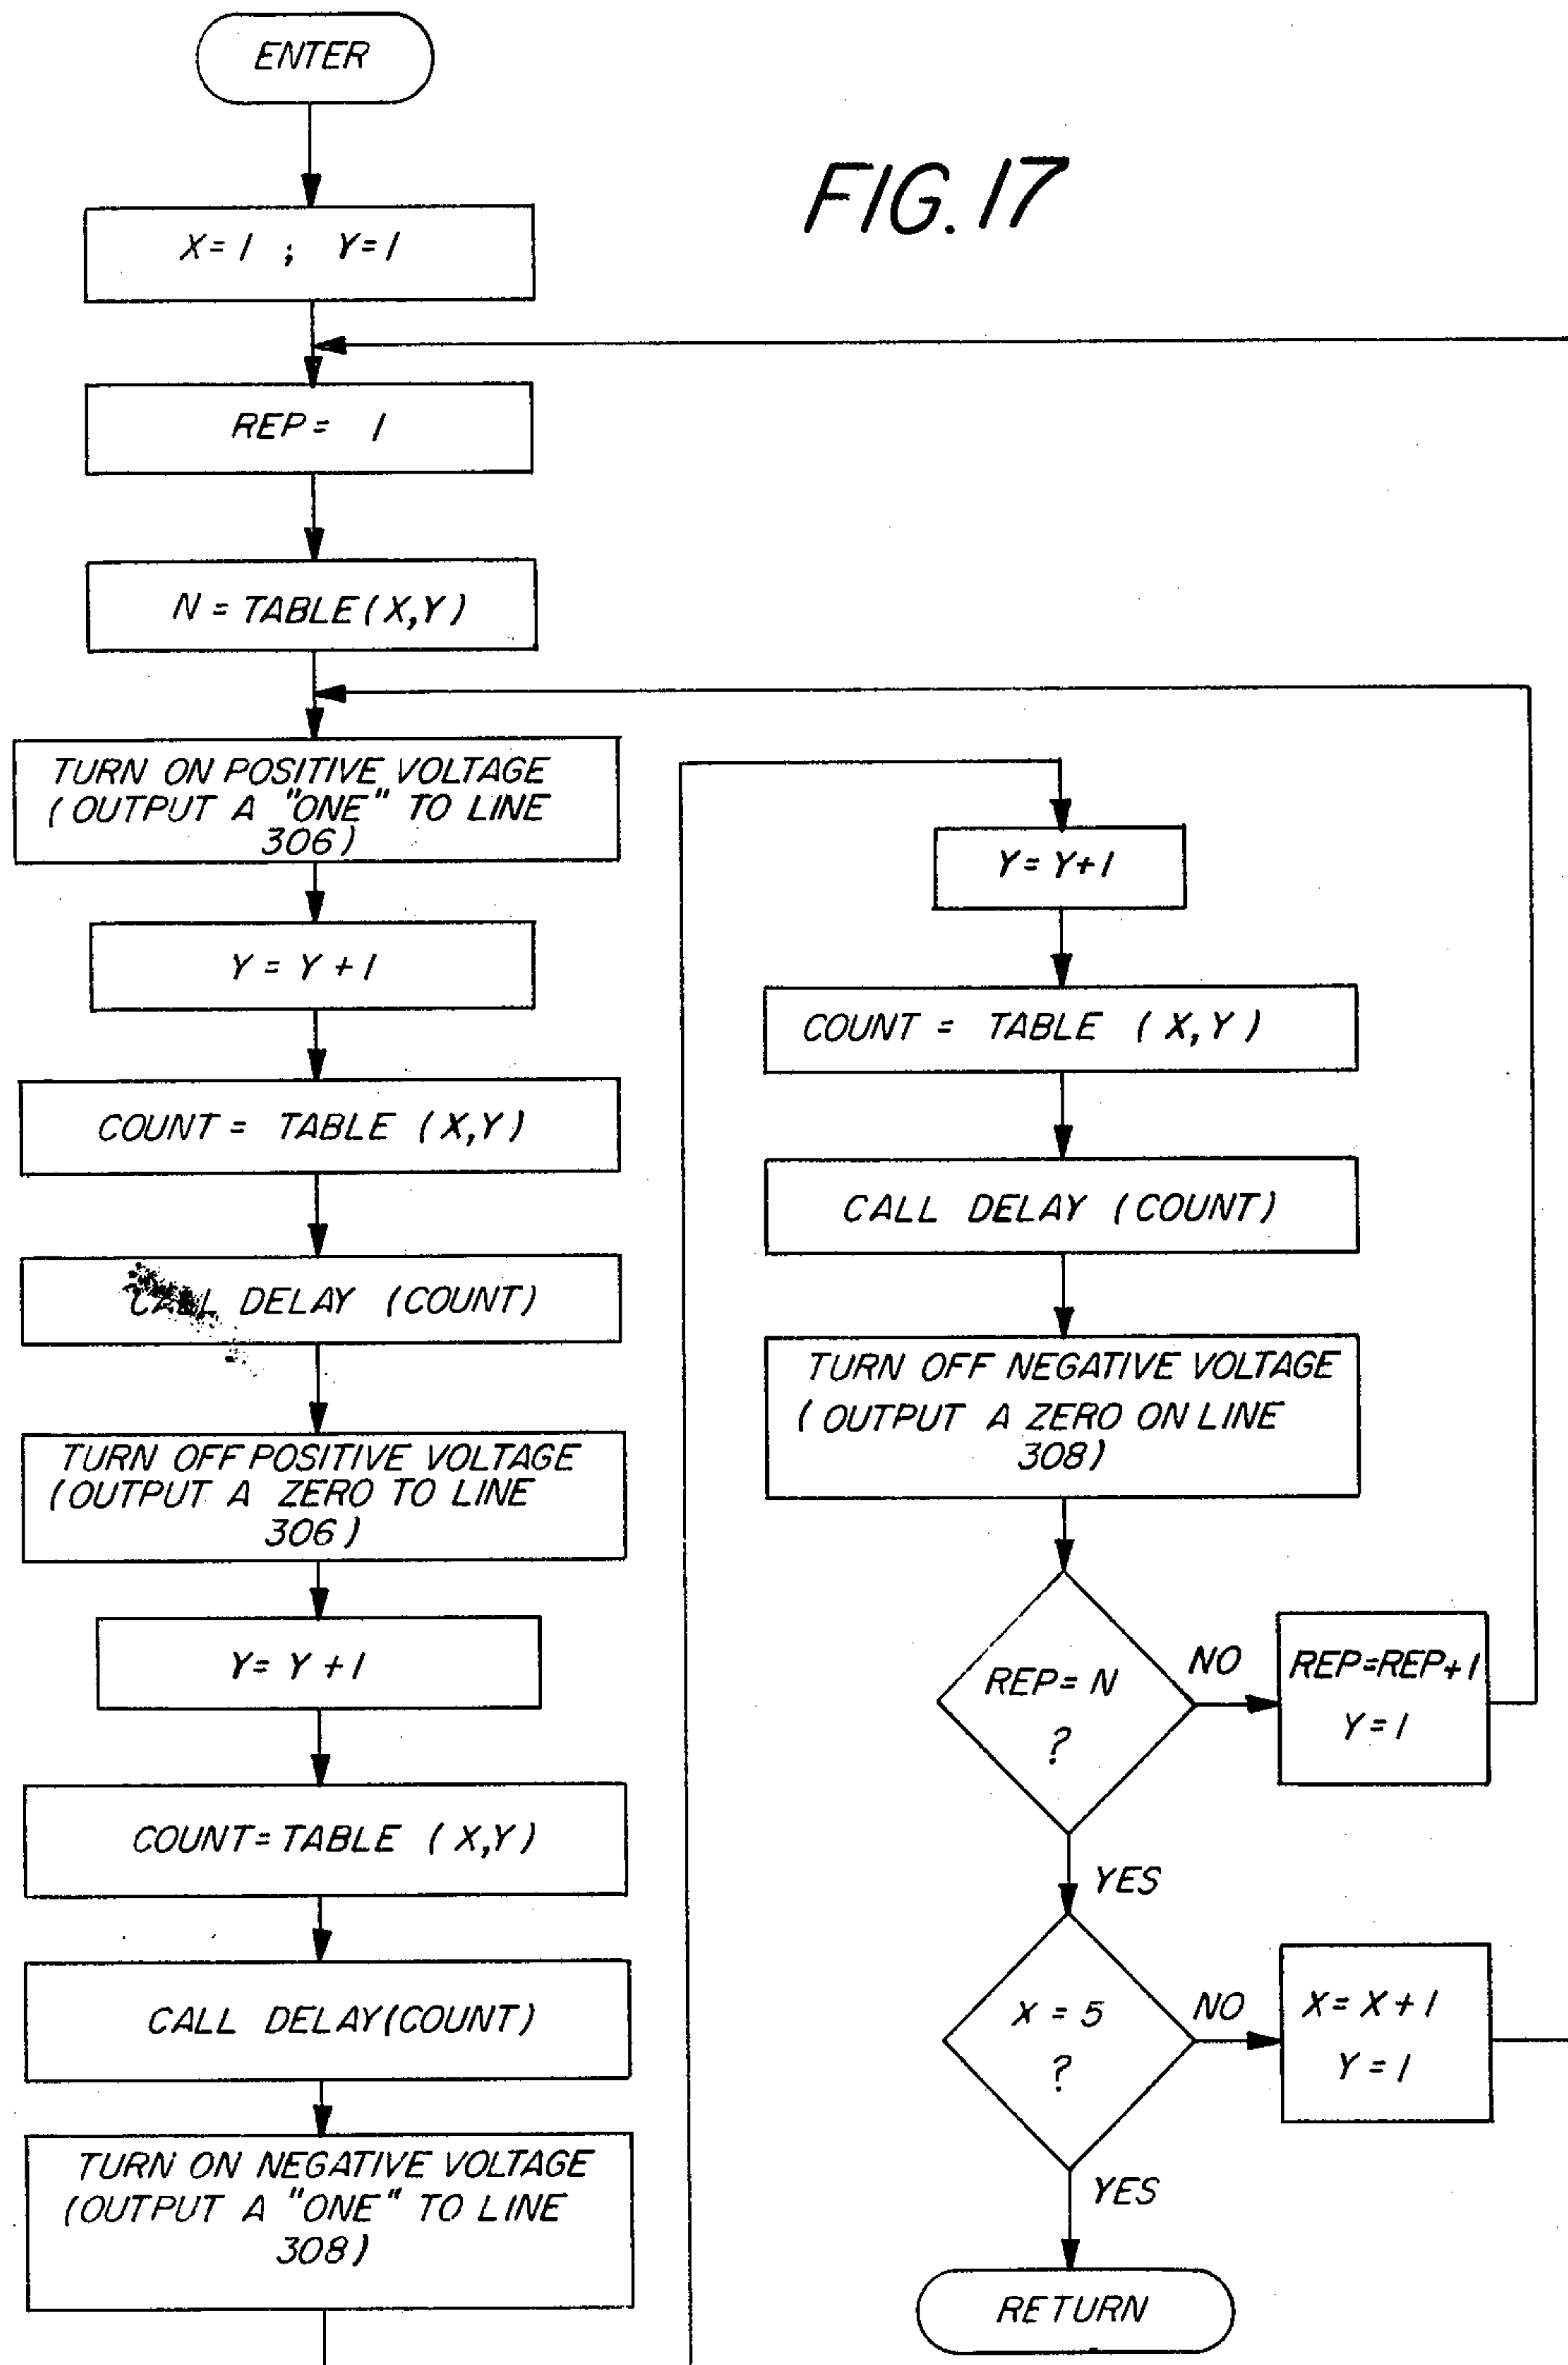 ENTER
FIG. 17
X=1 ; Y=1
REP= 1
N = TABLE(X,Y)
TURN ON POSITIVE VOLTAGE
(OUTPUT A "ONE" TO LINE
306)
Y = Y + 1
COUNT = TABLE (X,Y)
CALL DELAY (COUNT)
TURN OFF POSITIVE VOLTAGE
(OUTPUT A ZERO TO LINE
306)
Y= Y +1
COUNT=TABLE (X,Y)
CALL DELAY(COUNT)
TURN ON NEGATIVE VOLTAGE
(OUTPUT A "ONE" TO LINE
308)
Y= Y+1
COUNT = TABLE (X,Y)
CALL DELAY (COUNT)
TURN OFF NEGATIVE VOLTAGE
(OUTPUT A ZERO ON LINE
308)
REP= N
?
NO
REP=REP+1
Y=1
YES
X = 5
?
NO
X= X+1
Y=1
YES
RETURN